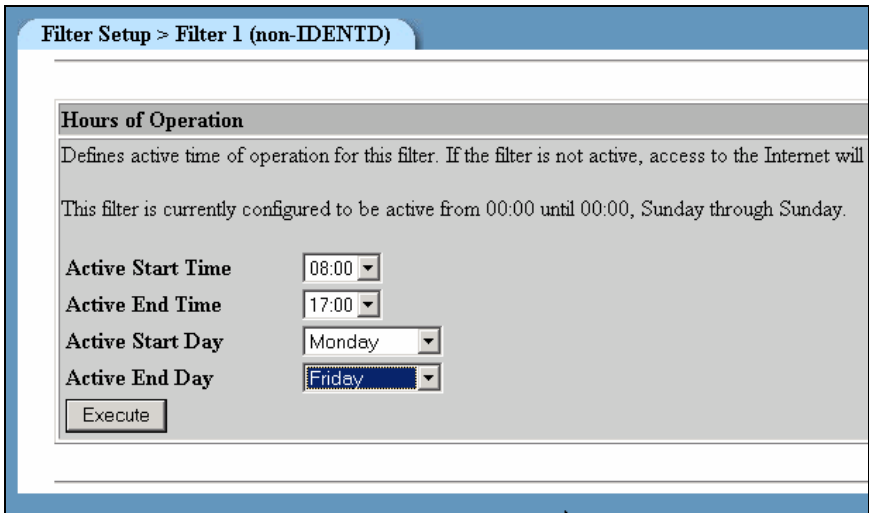 Filter Setup > Filter 1 (non-IDENTD)
Hours of Operation
Defines active time of operation for this filter. If the filter is not active, access to the Internet will
This filter is currently configured to be active from 00:00 until 00:00, Sunday through Sunday.
Active Start Time 08:00
Active End Time 17:00
Active Start Day Monday
Active End Day Friday
Execute